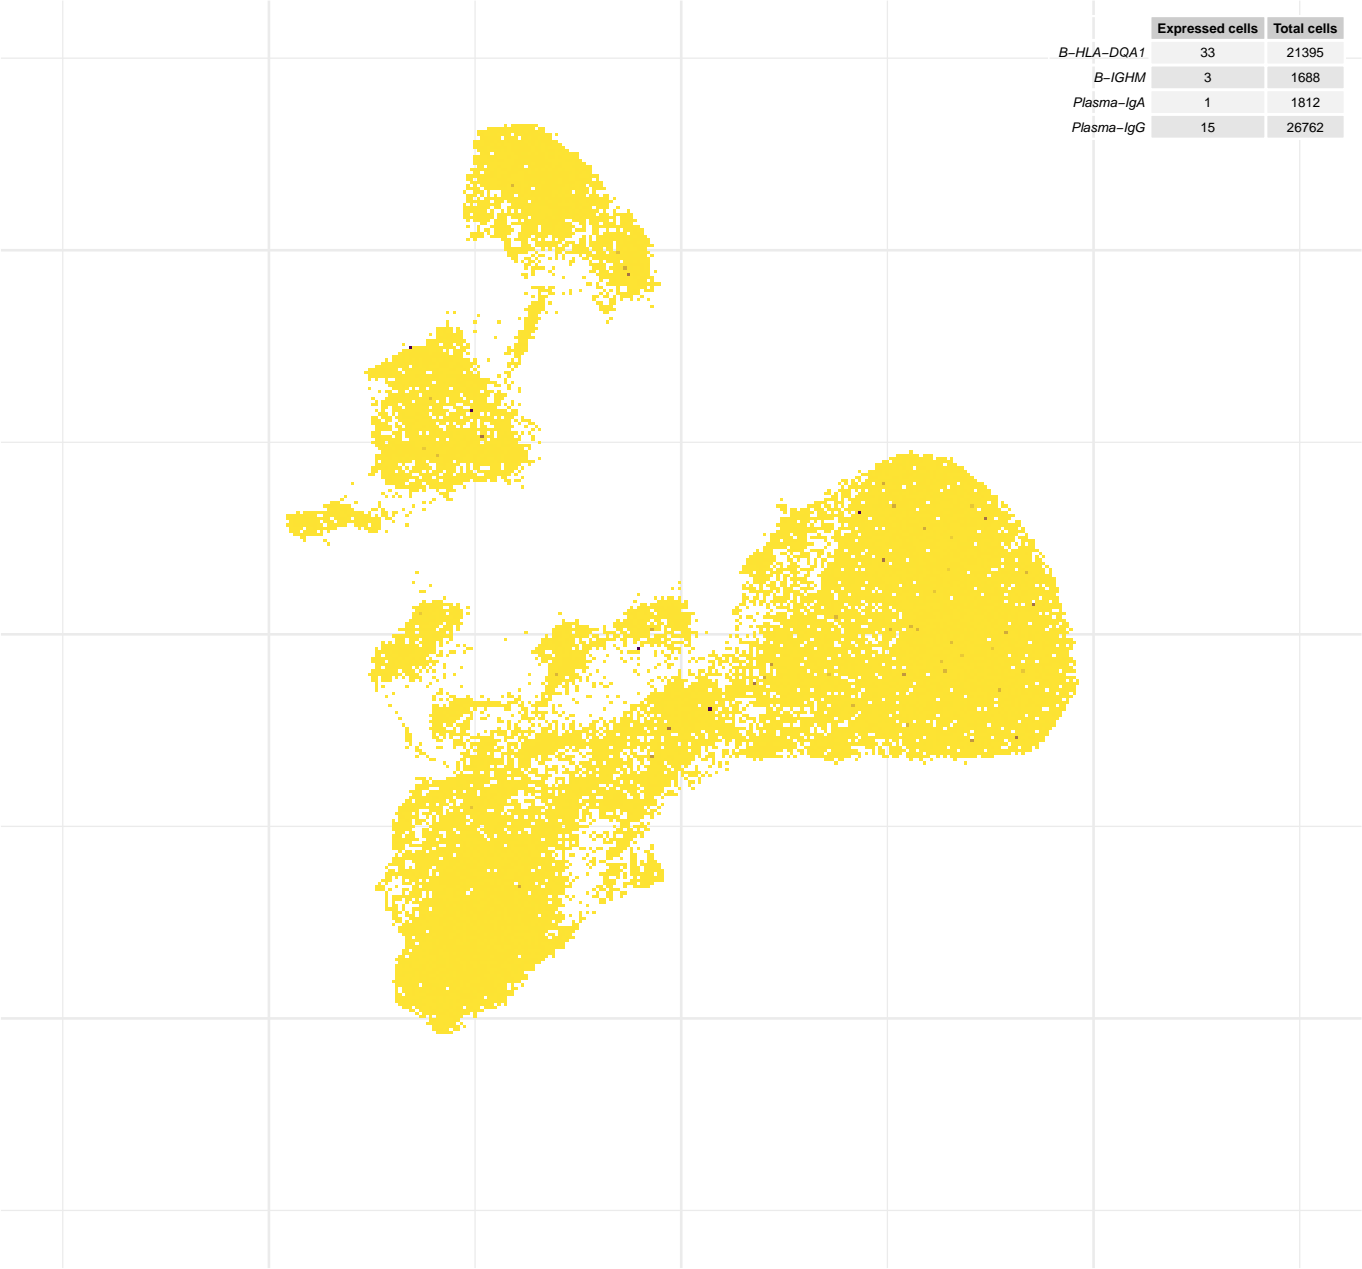 Expressed cells Total cells
B−HLA−DQA1 33 21395
B−IGHM 3 1688
Plasma−IgA 1 1812
Plasma−IgG 15 26762